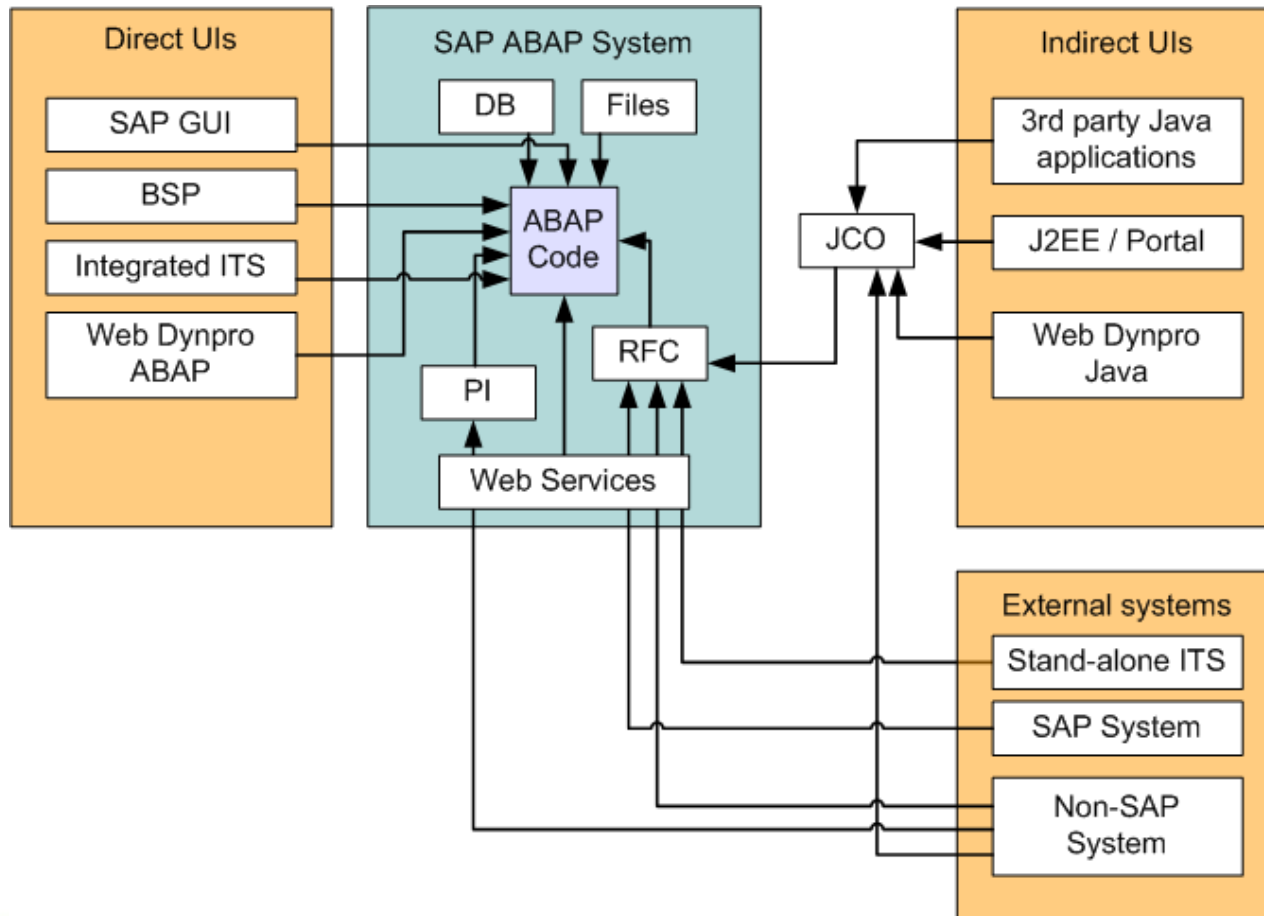 Direct UIs
SAP GUI
BSP
Integrated ITS
Web Dynpro
ABAP
SAP ABAP System
DB
Files
ABAP
Code
RFC
PI
Web Services
JCO
Indirect UIs
3rd party Java
applications
J2EE / Portal
Web Dynpro
Java
External systems
Stand-alone ITS
SAP System
Non-SAP
System